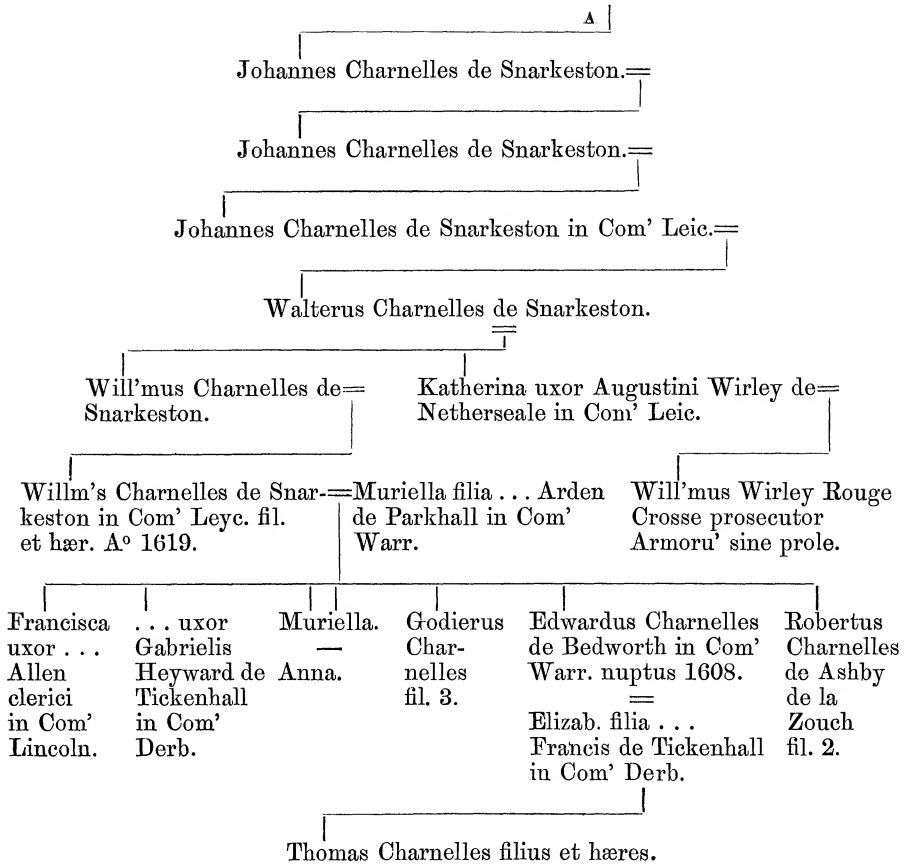 A
Johannes Charnelles de Snarkeston.=
Johannes Charnelles de Snarkeston.=
Johannes Charnelles de Snarkeston in Com' Leic.=
Walterus Charnelles de Snarkeston.
=
Will'mus Charnelles de=
Snarkeston.
Katherina uxor Augustini Wirley de=
Netherseale in Com' Leic.
Willm's Charnelles de Snar-=
keston in Com' Leyc. fil.
et hær. Aº 1619.
Muriella filia . . . Arden
de Parkhall in Com'
Warr.
Will'mus Wirley Rouge
Crosse prosecutor
Armoru' sine prole.
Francisca
uxor . . .
Allen
clerici
in Com'
Lincoln.
. . . uxor
Gabrielis
Heyward de
Tickenhall
in Com'
Derb.
Muriella.
—
Anna.
Godierus
Char-
nelles
fil. 3.
Edwardus Charnelles
de Bedworth in Com'
Warr. nuptus 1608.
=
Elizab. filia . . .
Francis de Tickenhall
in Com' Derb.
Robertus
Charnelles
de Ashby
de la
Zouch
fil. 2.
Thomas Charnelles filius et hæres.